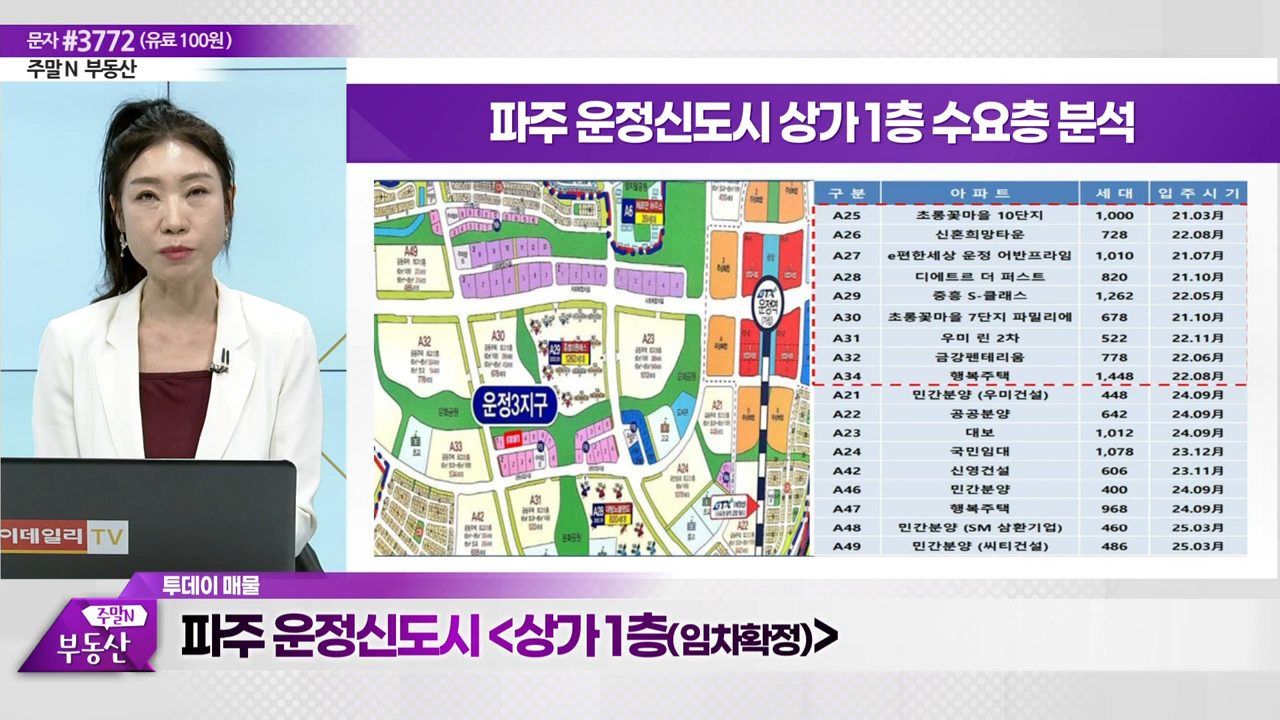 문자 #3772 (유료 100원)
주말N 부동산
파주 운정신도시 상가 1층 수요층 분석
구 분 아 파 트 세 대 입 주 시 기
A25 초롱꽃마을 10단지 1,000 21.03月
A26 신혼희망타운 728 22.08月
A27 e편한세상 운정 어반프라임 1,010 21.07月
A28 디에트르 더 퍼스트 820 21.10月
A29 중흥 S-클래스 1,262 22.05月
A30 초롱꽃마을 7단지 파밀리에 678 21.10月
A31 우미 린 2차 522 22.11月
A32 금강펜테리움 778 22.06月
A34 행복주택 1,448 22.08月
A21 민간분양 (우미건설) 448 24.09月
A22 공공분양 642 24.09月
A23 대보 1,012 24.09月
A24 국민임대 1,078 23.12月
A42 신영건설 606 23.11月
A46 민간분양 400 24.09月
A47 행복주택 968 24.09月
A48 민간분양 (SM 삼환기업) 460 25.03月
A49 민간분양 (씨티건설) 486 25.03月
A6
A49
GTX
운정역
A32
A30
A29
A23
운정3지구
문화공원
A21
A33
A24
A31
A42
A28
GTX
A22
문화공원
이데일리TV
투데이 매물
주말N
부동산
파주 운정신도시 <상가 1층(임차확정)>